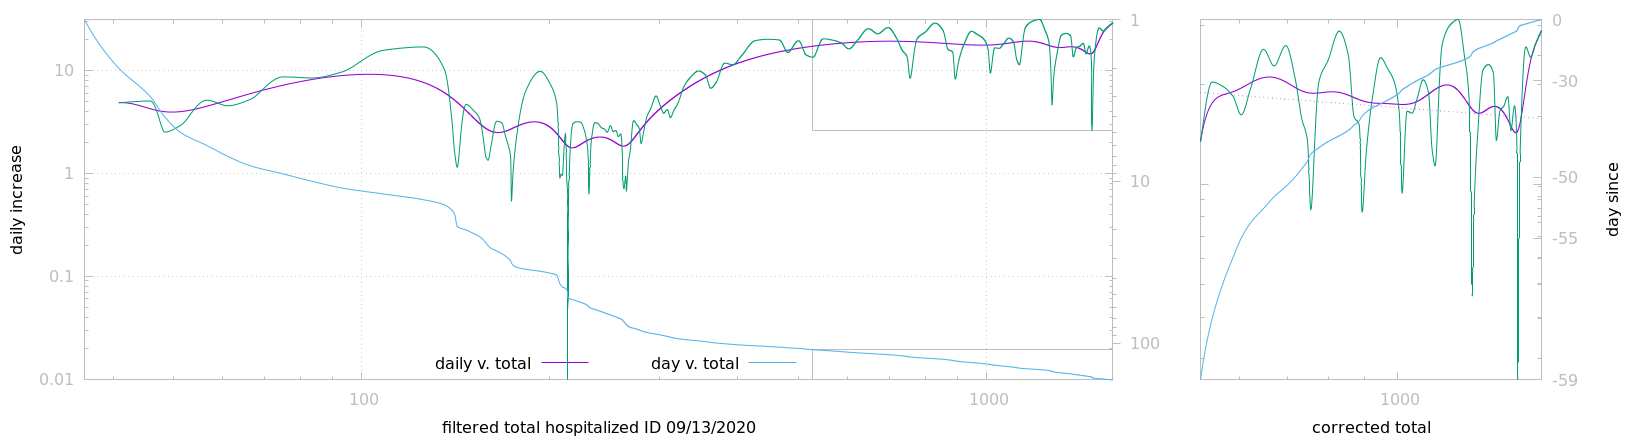 10
1
0.1
0.01
daily increase
100
1000
1
10
100
daily v. total
day v. total
filtered total hospitalized ID 09/13/2020
0
-30
-50
-55
-59
day since
1000
corrected total